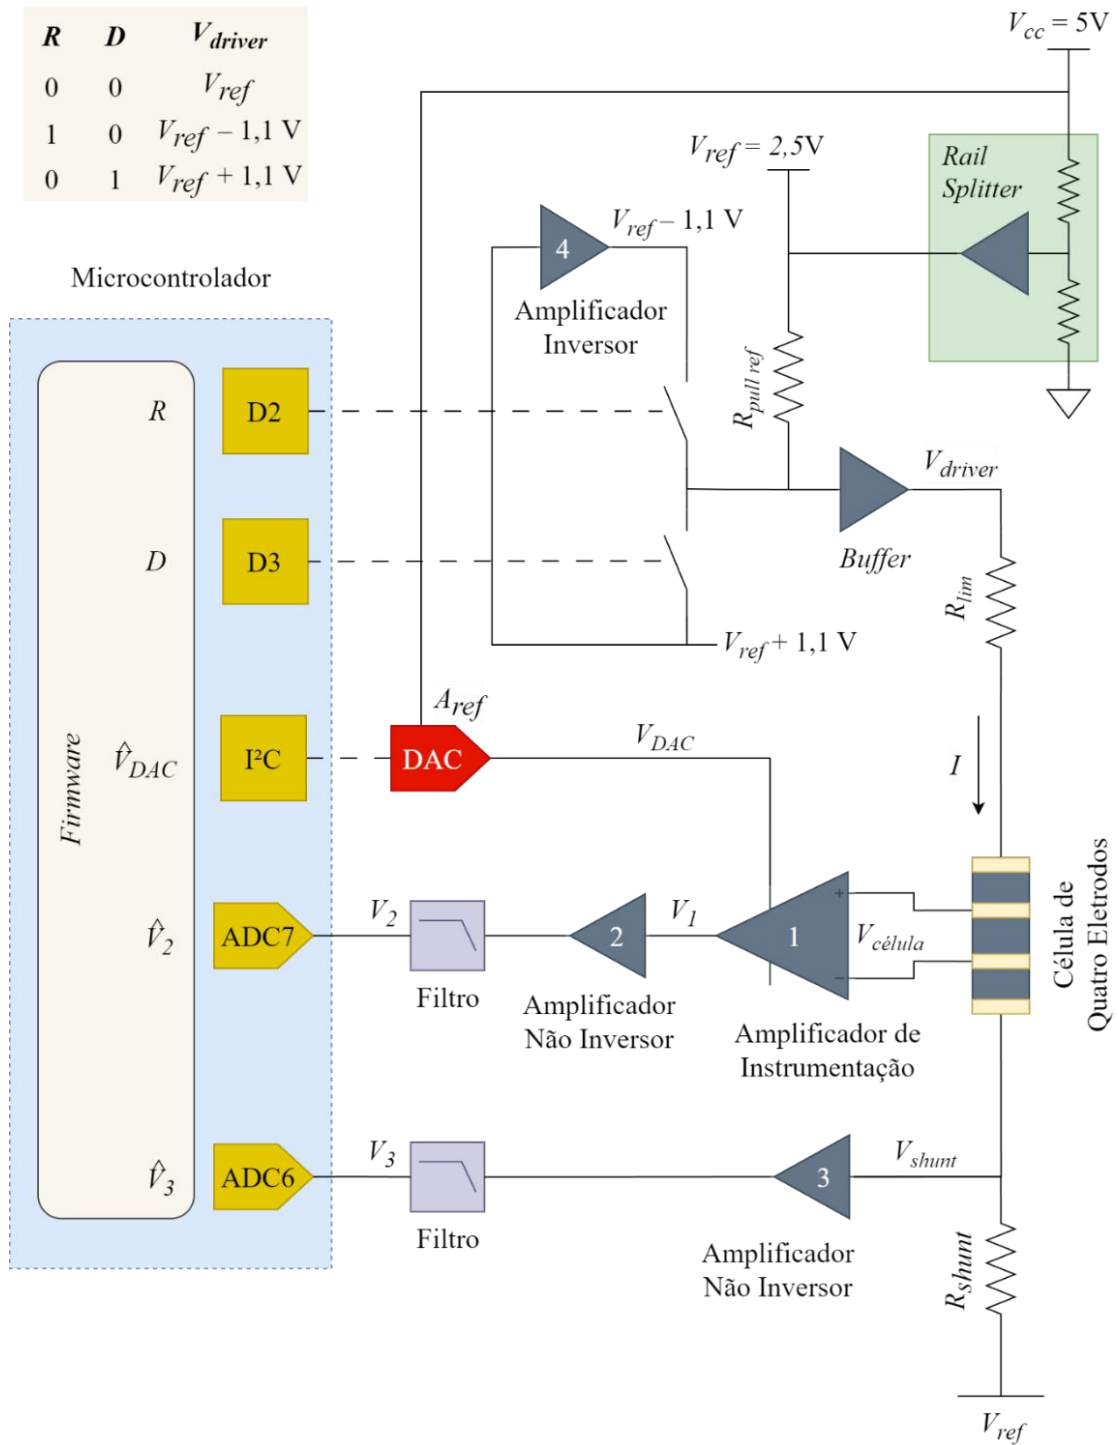 R D V_driver
0 0 V_ref
1 0 V_ref – 1,1 V
0 1 V_ref + 1,1 V
V_cc = 5V
V_ref = 2,5V
Rail
Splitter
V_ref – 1,1 V
4
Amplificador
Inversor
R_pull ref
Microcontrolador
R
D2
D
D3
V_driver
Buffer
R_lim
V_ref + 1,1 V
A_ref
Firmware
V̂_DAC
I²C
DAC
V_DAC
I
V̂_2
ADC7
V_2
Filtro
2
Amplificador
Não Inversor
V_1
1
+
V_célula
−
Amplificador de
Instrumentação
Célula de
Quatro Eletrodos
V̂_3
ADC6
V_3
Filtro
3
Amplificador
Não Inversor
V_shunt
R_shunt
V_ref